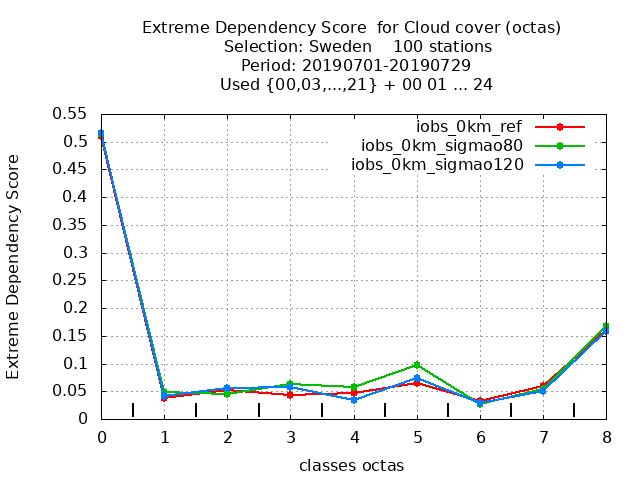 Extreme Dependency Score  for Cloud cover (octas)
Selection: Sweden    100 stations
Period: 20190701-20190729
Used {00,03,...,21} + 00 01 ... 24
iobs_0km_ref
iobs_0km_sigmao80
iobs_0km_sigmao120
Extreme Dependency Score
0.55
0.5
0.45
0.4
0.35
0.3
0.25
0.2
0.15
0.1
0.05
0
0 1 2 3 4 5 6 7 8
classes octas